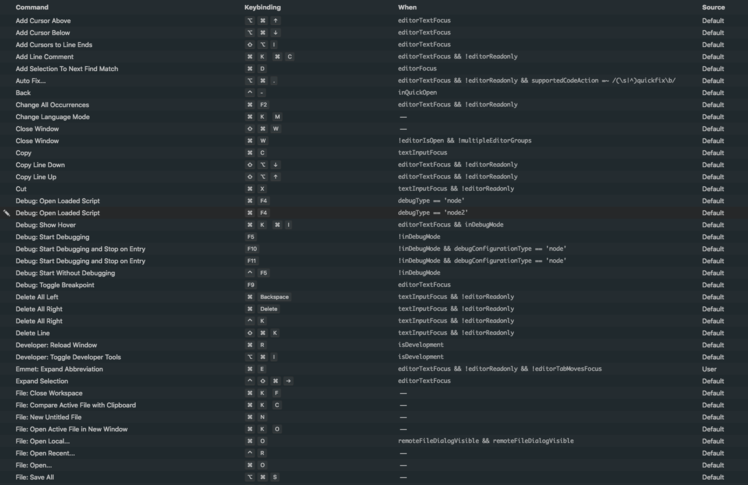 Command Keybinding When Source
Add Cursor Above ⌥ ⌘ ↑ editorTextFocus Default
Add Cursor Below ⌥ ⌘ ↓ editorTextFocus Default
Add Cursors to Line Ends ⇧ ⌥ I editorTextFocus Default
Add Line Comment ⌘ K ⌘ C editorTextFocus && !editorReadonly Default
Add Selection To Next Find Match ⌘ D editorFocus Default
Auto Fix... ⌥ ⌘ . editorTextFocus && !editorReadonly && supportedCodeAction =~ /(\s|^)quickfix\b/ Default
Back ^ - inQuickOpen Default
Change All Occurrences ⌘ F2 editorTextFocus && !editorReadonly Default
Change Language Mode ⌘ K M — Default
Close Window ⇧ ⌘ W — Default
Close Window ⌘ W !editorIsOpen && !multipleEditorGroups Default
Copy ⌘ C textInputFocus Default
Copy Line Down ⇧ ⌥ ↓ editorTextFocus && !editorReadonly Default
Copy Line Up ⇧ ⌥ ↑ editorTextFocus && !editorReadonly Default
Cut ⌘ X textInputFocus && !editorReadonly Default
Debug: Open Loaded Script ⌘ F4 debugType == 'node' Default
Debug: Open Loaded Script ⌘ F4 debugType == 'node2' Default
Debug: Show Hover ⌘ K ⌘ I editorTextFocus && inDebugMode Default
Debug: Start Debugging F5 !inDebugMode Default
Debug: Start Debugging and Stop on Entry F10 !inDebugMode && debugConfigurationType == 'node' Default
Debug: Start Debugging and Stop on Entry F11 !inDebugMode && debugConfigurationType == 'node' Default
Debug: Start Without Debugging ^ F5 !inDebugMode Default
Debug: Toggle Breakpoint F9 editorTextFocus Default
Delete All Left ⌘ Backspace textInputFocus && !editorReadonly Default
Delete All Right ⌘ Delete textInputFocus && !editorReadonly Default
Delete All Right ^ K textInputFocus && !editorReadonly Default
Delete Line ⇧ ⌘ K textInputFocus && !editorReadonly Default
Developer: Reload Window ⌘ R isDevelopment Default
Developer: Toggle Developer Tools ⌥ ⌘ I isDevelopment Default
Emmet: Expand Abbreviation ⌘ E editorTextFocus && !editorReadonly && !editorTabMovesFocus User
Expand Selection ^ ⇧ ⌘ → editorTextFocus Default
File: Close Workspace ⌘ K F — Default
File: Compare Active File with Clipboard ⌘ K C — Default
File: New Untitled File ⌘ N — Default
File: Open Active File in New Window ⌘ K O — Default
File: Open Local... ⌘ O remoteFileDialogVisible && remoteFileDialogVisible Default
File: Open Recent... ^ R — Default
File: Open... ⌘ O — Default
File: Save All ⌥ ⌘ S — Default